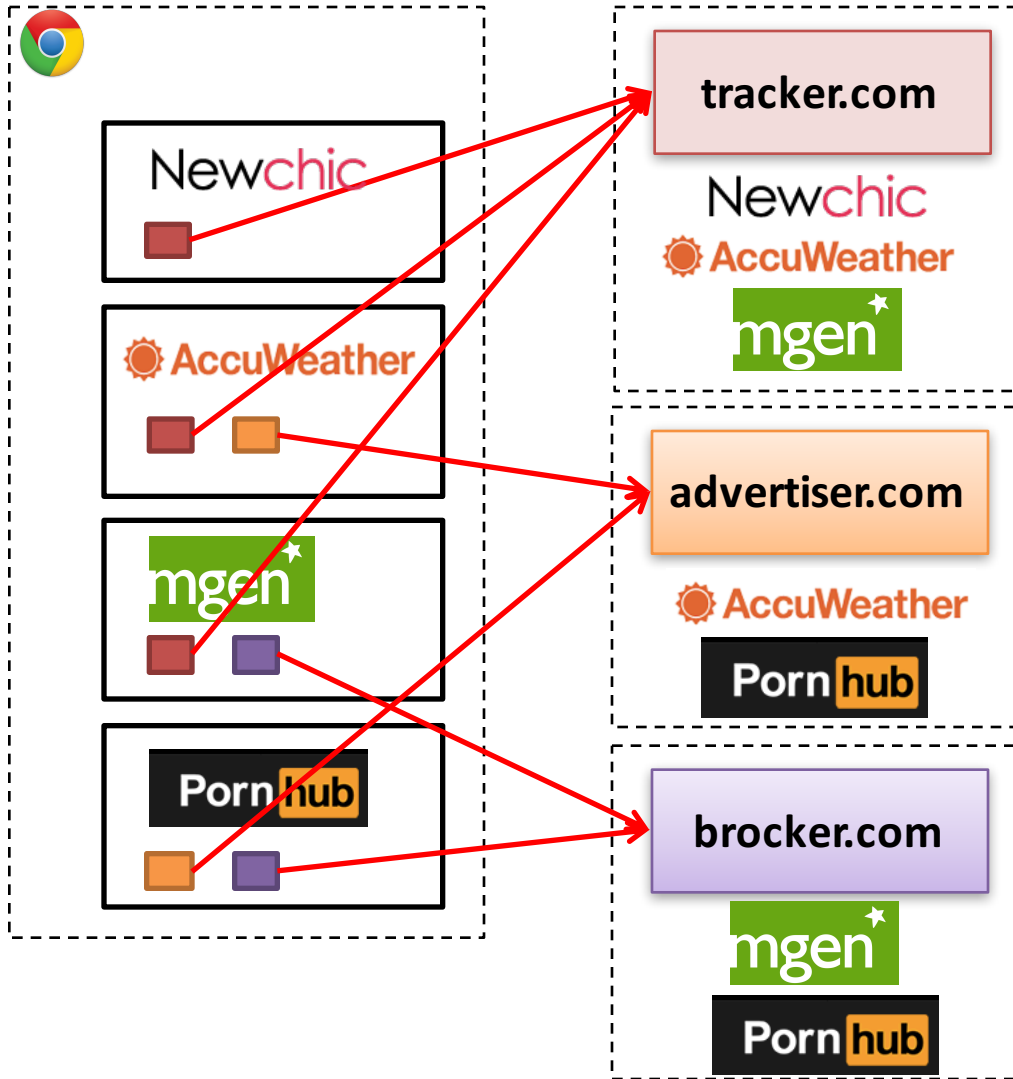 Newchic
AccuWeather
mgen
Porn hub
tracker.com
Newchic
AccuWeather
mgen
advertiser.com
AccuWeather
Porn hub
brocker.com
mgen
Porn hub